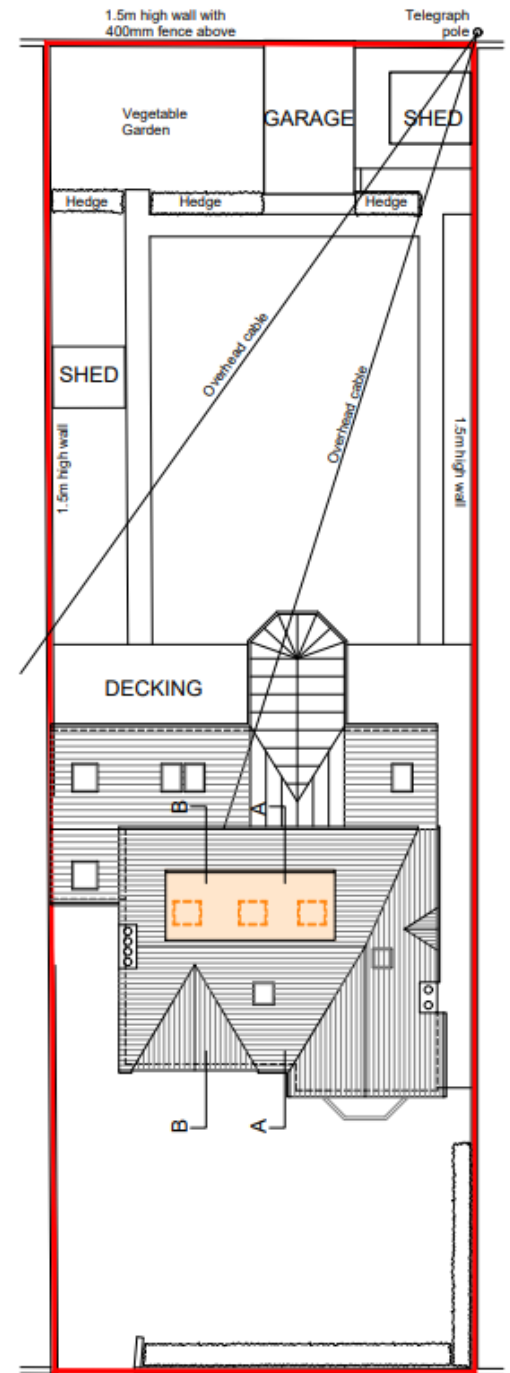 1.5m high wall with
400mm fence above
Telegraph
pole
Vegetable
Garden
GARAGE
SHED
Hedge
Hedge
Hedge
Overhead cable
Overhead cable
SHED
1.5m high wall
1.5m high wall
DECKING
B
A
B
A